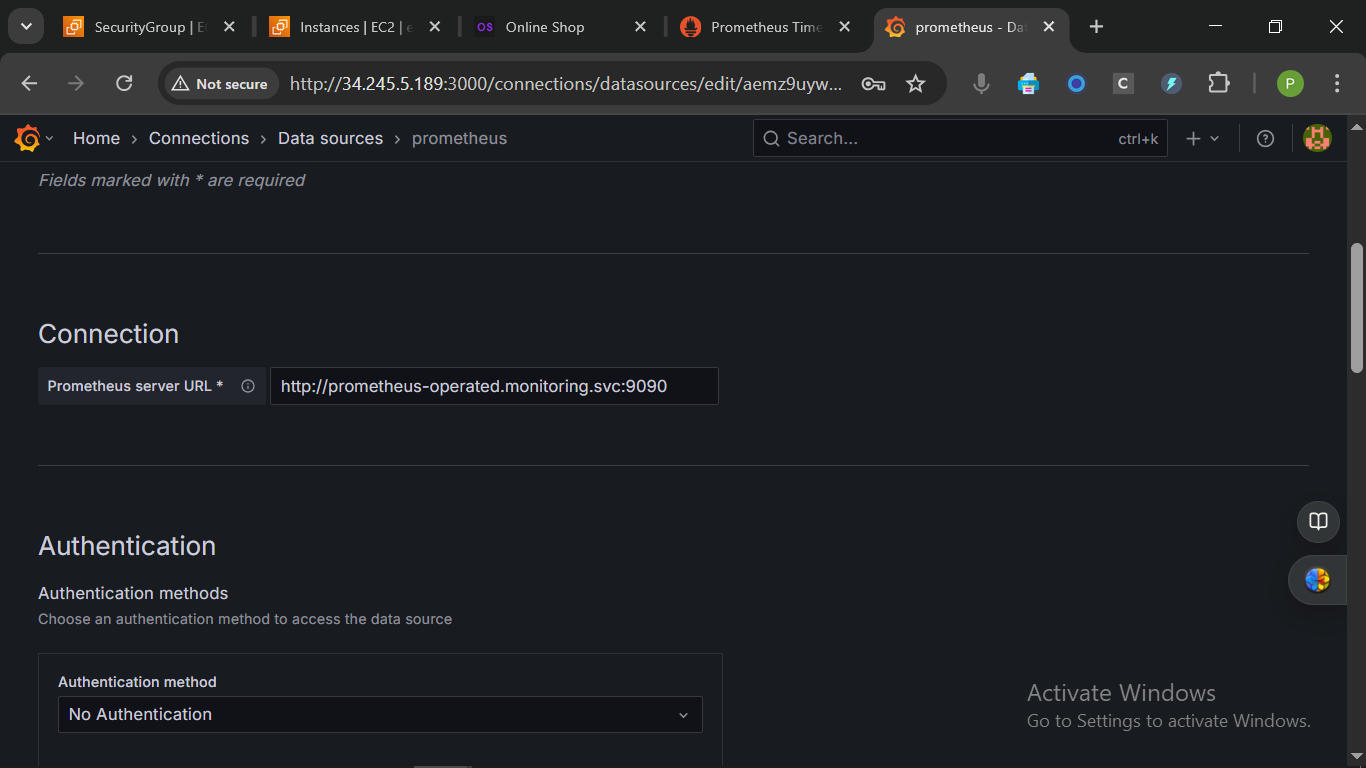 SecurityGroup | E
Instances | EC2 | e
OS Online Shop
Prometheus Time
prometheus - Da
Not secure
http://34.245.5.189:3000/connections/datasources/edit/aemz9uyw...
C
P
Home › Connections › Data sources › prometheus
Search...
ctrl+k
Fields marked with * are required
Connection
Prometheus server URL *
http://prometheus-operated.monitoring.svc:9090
Authentication
Authentication methods
Choose an authentication method to access the data source
Authentication method
No Authentication
Activate Windows
Go to Settings to activate Windows.